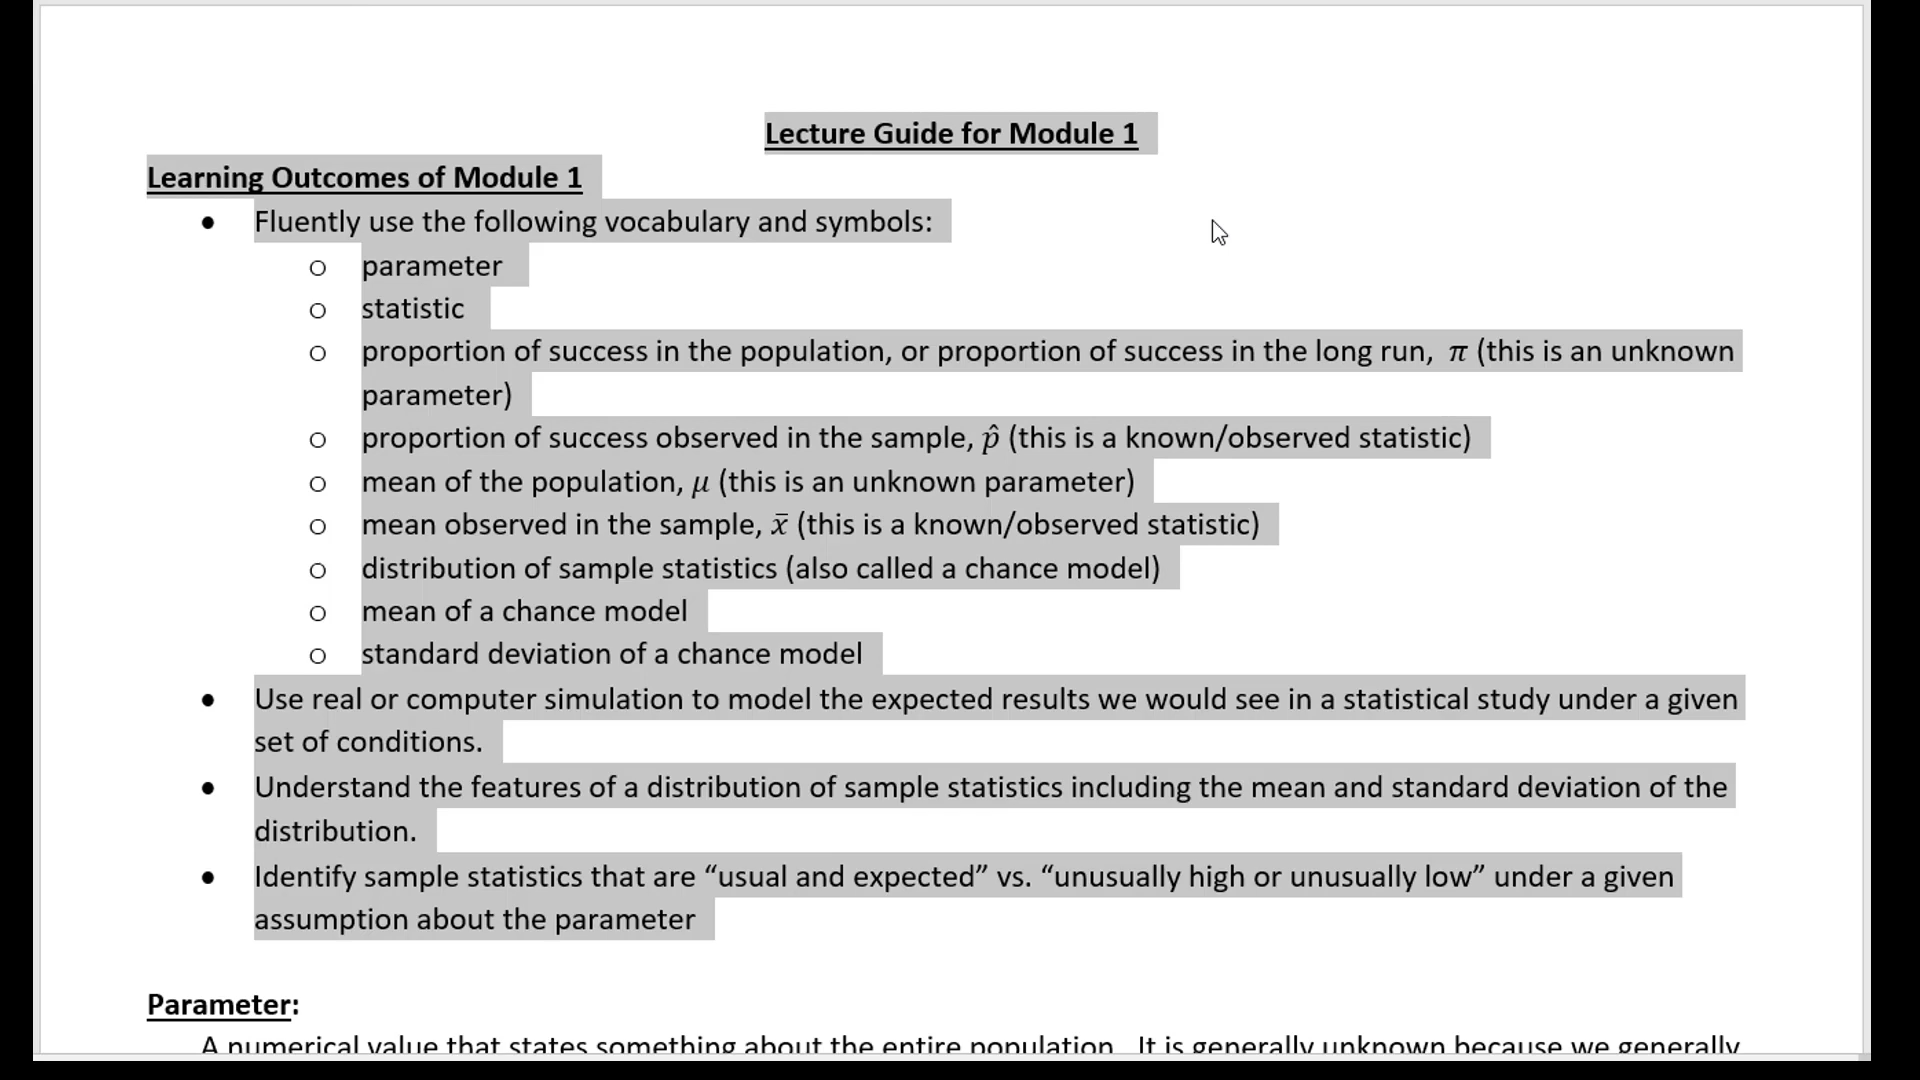 Lecture Guide for Module 1
Learning Outcomes of Module 1
• Fluently use the following vocabulary and symbols:
o parameter
o statistic
o proportion of success in the population, or proportion of success in the long run, π (this is an unknown
parameter)
o proportion of success observed in the sample, p̂ (this is a known/observed statistic)
o mean of the population, μ (this is an unknown parameter)
o mean observed in the sample, x̄ (this is a known/observed statistic)
o distribution of sample statistics (also called a chance model)
o mean of a chance model
o standard deviation of a chance model
• Use real or computer simulation to model the expected results we would see in a statistical study under a given
set of conditions.
• Understand the features of a distribution of sample statistics including the mean and standard deviation of the
distribution.
• Identify sample statistics that are “usual and expected” vs. “unusually high or unusually low” under a given
assumption about the parameter
Parameter:
A numerical value that states something about the entire population. It is generally unknown because we generally